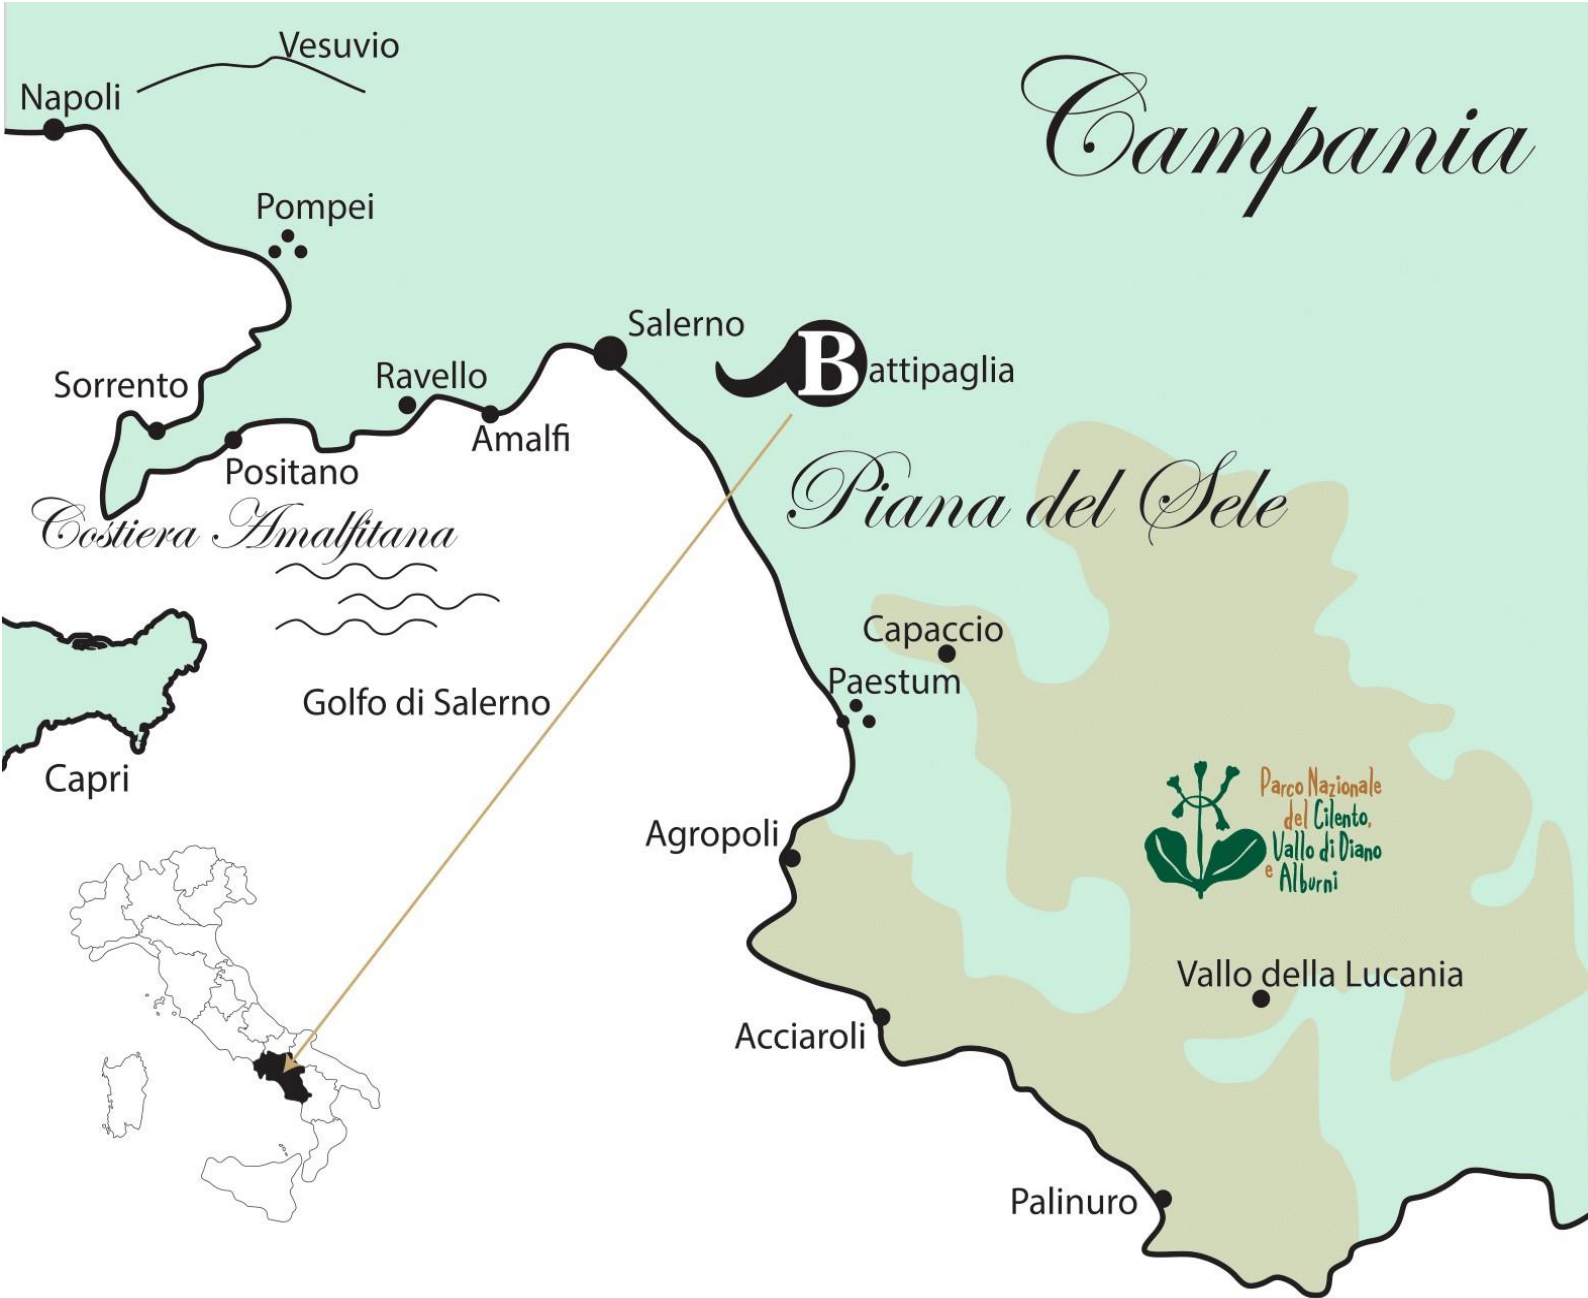 Vesuvio
Napoli
Campania
Pompei
Salerno
Battipaglia
Sorrento
Ravello
Amalfi
Positano
Piana del Sele
Costiera Amalfitana
Capaccio
Paestum
Golfo di Salerno
Capri
Parco Nazionale
del Cilento,
Vallo di Diano
e Alburni
Agropoli
Vallo della Lucania
Acciaroli
Palinuro